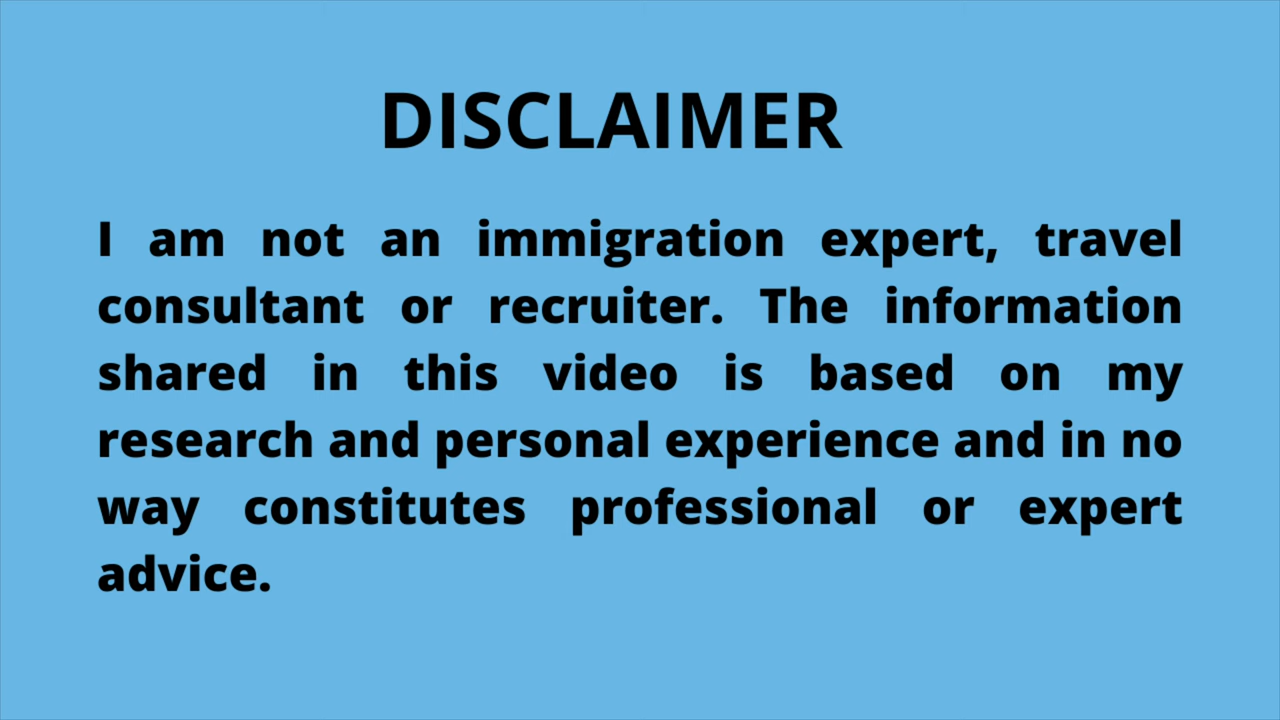 DISCLAIMER
I am not an immigration expert, travel
consultant or recruiter. The information
shared in this video is based on my
research and personal experience and in no
way constitutes professional or expert
advice.